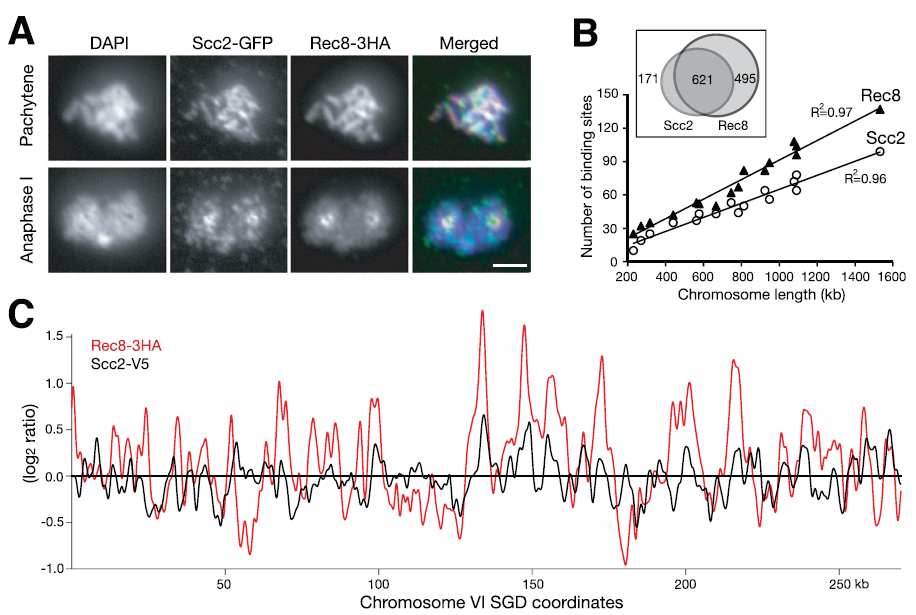 A
DAPI
Scc2-GFP
Rec8-3HA
Merged
Pachytene
Anaphase I
B
171
621
495
Scc2
Rec8
Number of binding sites
150
120
90
60
30
0
200
400
600
800
1000
1200
1400
1600
Chromosome length (kb)
Rec8
R2=0.97
Scc2
R2=0.96
C
Rec8-3HA
Scc2-V5
(log2 ratio)
1.5
1.0
0.5
0.0
-0.5
-1.0
50
100
150
200
250 kb
Chromosome VI SGD coordinates